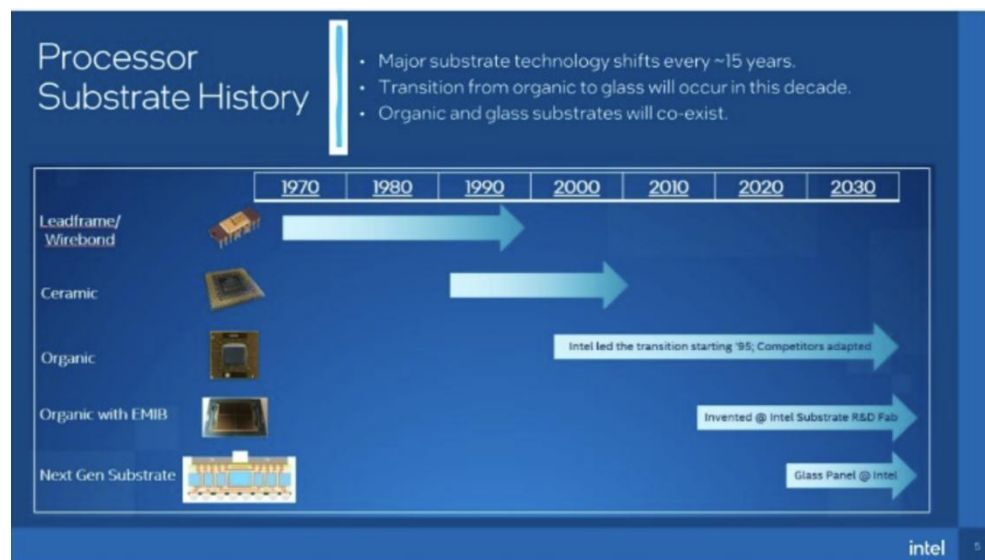 Processor
Substrate History
• Major substrate technology shifts every ~15 years.
• Transition from organic to glass will occur in this decade.
• Organic and glass substrates will co-exist.
1970 1980 1990 2000 2010 2020 2030
Leadframe/
Wirebond
Ceramic
Organic
Intel led the transition starting '95; Competitors adapted
Organic with EMIB
Invented @ Intel Substrate R&D Fab
Next Gen Substrate
Glass Panel @ Intel
intel
5